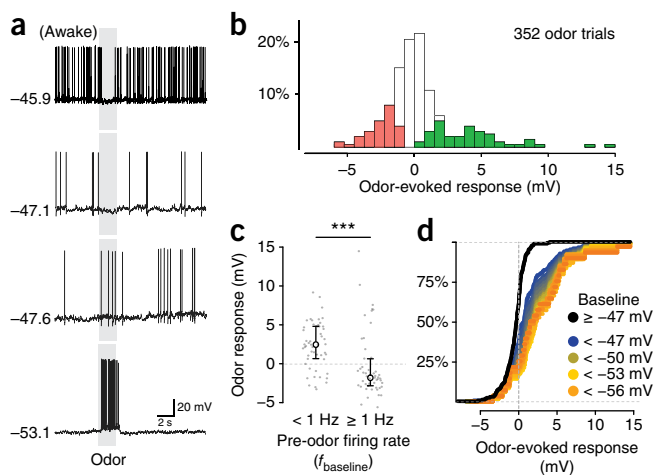 a
(Awake)
−45.9
−47.1
−47.6
−53.1
20 mV
2 s
Odor
b
352 odor trials
20%
10%
−5 0 5 10 15
Odor-evoked response (mV)
c
***
15
10
5
0
−5
Odor response (mV)
< 1 Hz ≥ 1 Hz
Pre-odor firing rate
(fbaseline)
d
75%
50%
25%
Baseline
≥ −47 mV
< −47 mV
< −50 mV
< −53 mV
< −56 mV
−5 0 5 10 15
Odor-evoked response
(mV)